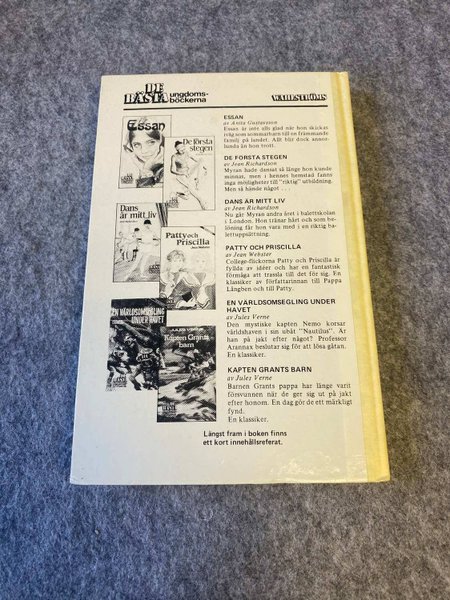 DE BÄSTA ungdoms-
böckerna
WAHLSTRÖMS
Essan
De första
stegen
Dans
är mitt liv
Patty och
Priscilla
EN VÄRLDSOMSEGLING
UNDER HAVET
JULES VERNE
Kapten Grants
barn
ESSAN
av Anita Gustavsson
Essan är inte alls glad när hon skickas
iväg som sommarbarn till en främmande
familj på landet. Allt blir dock annor-
lunda än hon trott.
DE FÖRSTA STEGEN
av Jean Richardson
Myran hade dansat så länge hon kunde
minnas, men i hennes hemstad fanns
inga möjligheter till "riktig" utbildning.
Men så hände något . . .
DANS ÄR MITT LIV
av Jean Richardson
Nu går Myran andra året i balettskolan
i London. Hon tränar hårt och som be-
löning får hon vara med i en riktig ba-
lettuppsättning.
PATTY OCH PRISCILLA
av Jean Webster
College-flickorna Patty och Priscilla är
fyllda av idéer och har en fantastisk
förmåga att trassla till det för sig. En
klassiker av författarinnan till Pappa
Långben och till Patty.
EN VÄRLDSOMSEGLING UNDER
HAVET
av Jules Verne
Den mystiske kapten Nemo korsar
världshaven i sin ubåt "Nautilus". Är
han på jakt efter något? Professor
Arannax beslutar sig för att lösa gåtan.
En klassiker.
KAPTEN GRANTS BARN
av Jules Verne
Barnen Grants pappa har länge varit
försvunnen när de ger sig ut på jakt
efter honom. En dag gör de ett märkligt
fynd.
En klassiker.
Längst fram i boken finns
ett kort innehållsreferat.